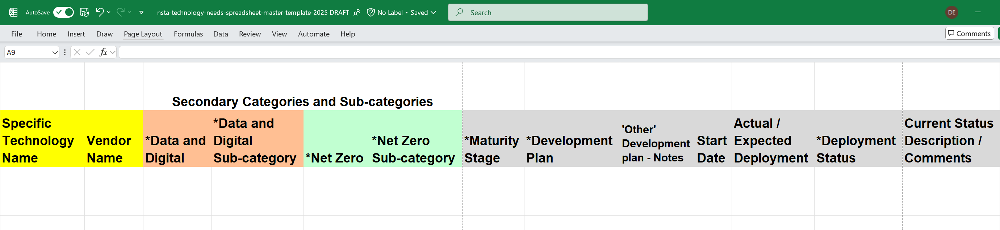 AutoSave
nsta-technology-needs-spreadsheet-master-template-2025 DRAFT
No Label • Saved
Search
DE
File Home Insert Draw Page Layout Formulas Data Review View Automate Help
Comments
A9
fx
Secondary Categories and Sub-categories
Specific
Technology
Name
Vendor
Name
*Data and
Digital
*Data and
Digital
Sub-category
*Net Zero
*Net Zero
Sub-category
*Maturity
Stage
*Development
Plan
'Other'
Development
plan - Notes
Start
Date
Actual /
Expected
Deployment
*Deployment
Status
Current Status
Description /
Comments